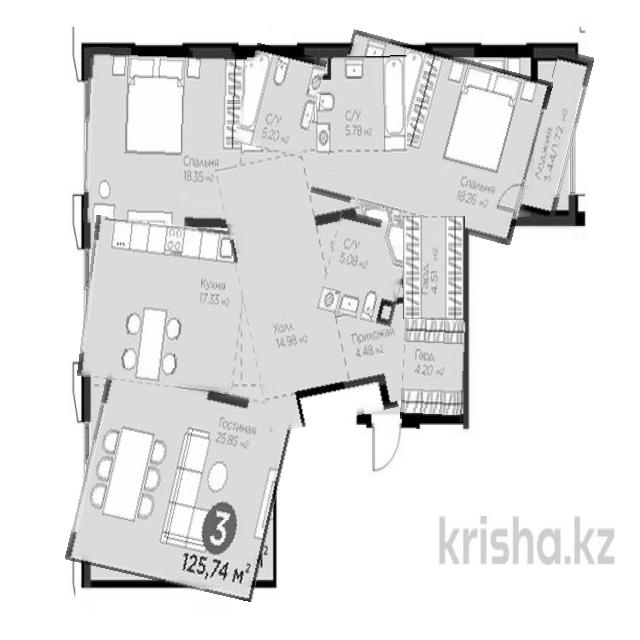 С/У
5.20 м2
С/У
5.78 м2
Лоджия
3.44/1.72 м2
Спальня
18.35 м2
Спальня
18.26 м2
С/У
5.08 м2
Гард.
4.51 м2
Кухня
17.33 м2
Холл
14.98 м2
Прихожая
4.48 м2
Гард.
4.20 м2
Гостиная
25.85 м2
3
125,74 м2
krisha.kz